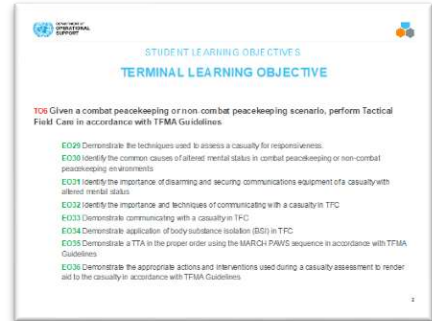 DEPARTMENT OF
OPERATIONAL
SUPPORT
STUDENT LEARNING OBJECTIVES
TERMINAL LEARNING OBJECTIVE
TO6 Given a combat peacekeeping or non-combat peacekeeping scenario, perform Tactical
Field Care in accordance with TFMA Guidelines
EO29 Demonstrate the techniques used to assess a casualty for responsiveness.
EO30 Identify the common causes of altered mental status in combat peacekeeping or non-combat
peacekeeping environments
EO31 Identify the importance of disarming and securing communications equipment of a casualty with
altered mental status
EO32 Identify the importance and techniques of communicating with a casualty in TFC
EO33 Demonstrate communicating with a casualty in TFC
EO34 Demonstrate application of body substance isolation (BSI) in TFC
EO35 Demonstrate a TTA in the proper order using the MARCH PAWS sequence in accordance with TFMA
Guidelines
EO36 Demonstrate the appropriate actions and interventions used during a casualty assessment to render
aid to the casualty in accordance with TFMA Guidelines